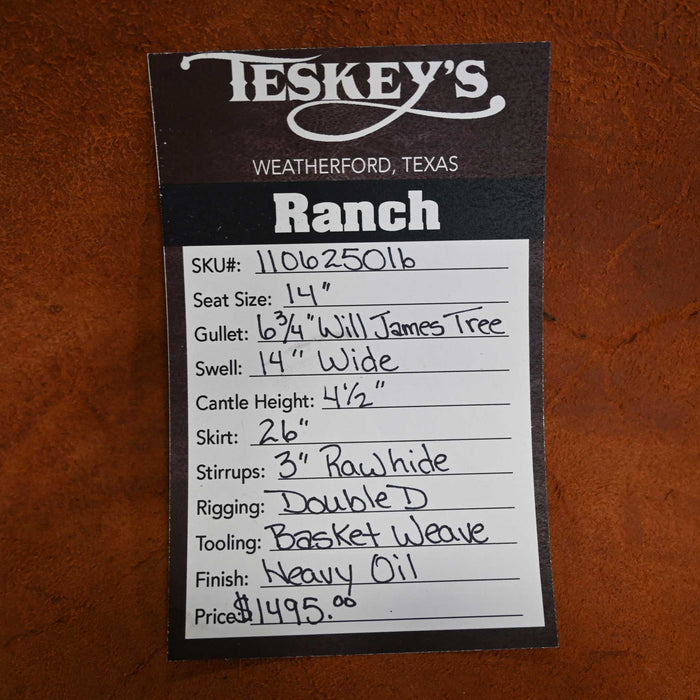 TESKEY'S
WEATHERFORD, TEXAS
Ranch
SKU#: 110625016
Seat Size: 14"
Gullet: 6 3/4" Will James Tree
Swell: 14" Wide
Cantle Height: 4 1/2"
Skirt: 26"
Stirrups: 3" Rawhide
Rigging: Double D
Tooling: Basket Weave
Finish: Heavy Oil
Price: $1495.00